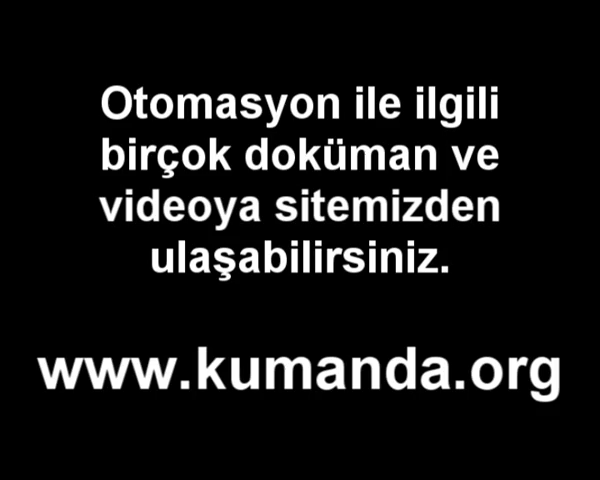 Otomasyon ile ilgili
birçok doküman ve
videoya sitemizden
ulaşabilirsiniz.
www.kumanda.org